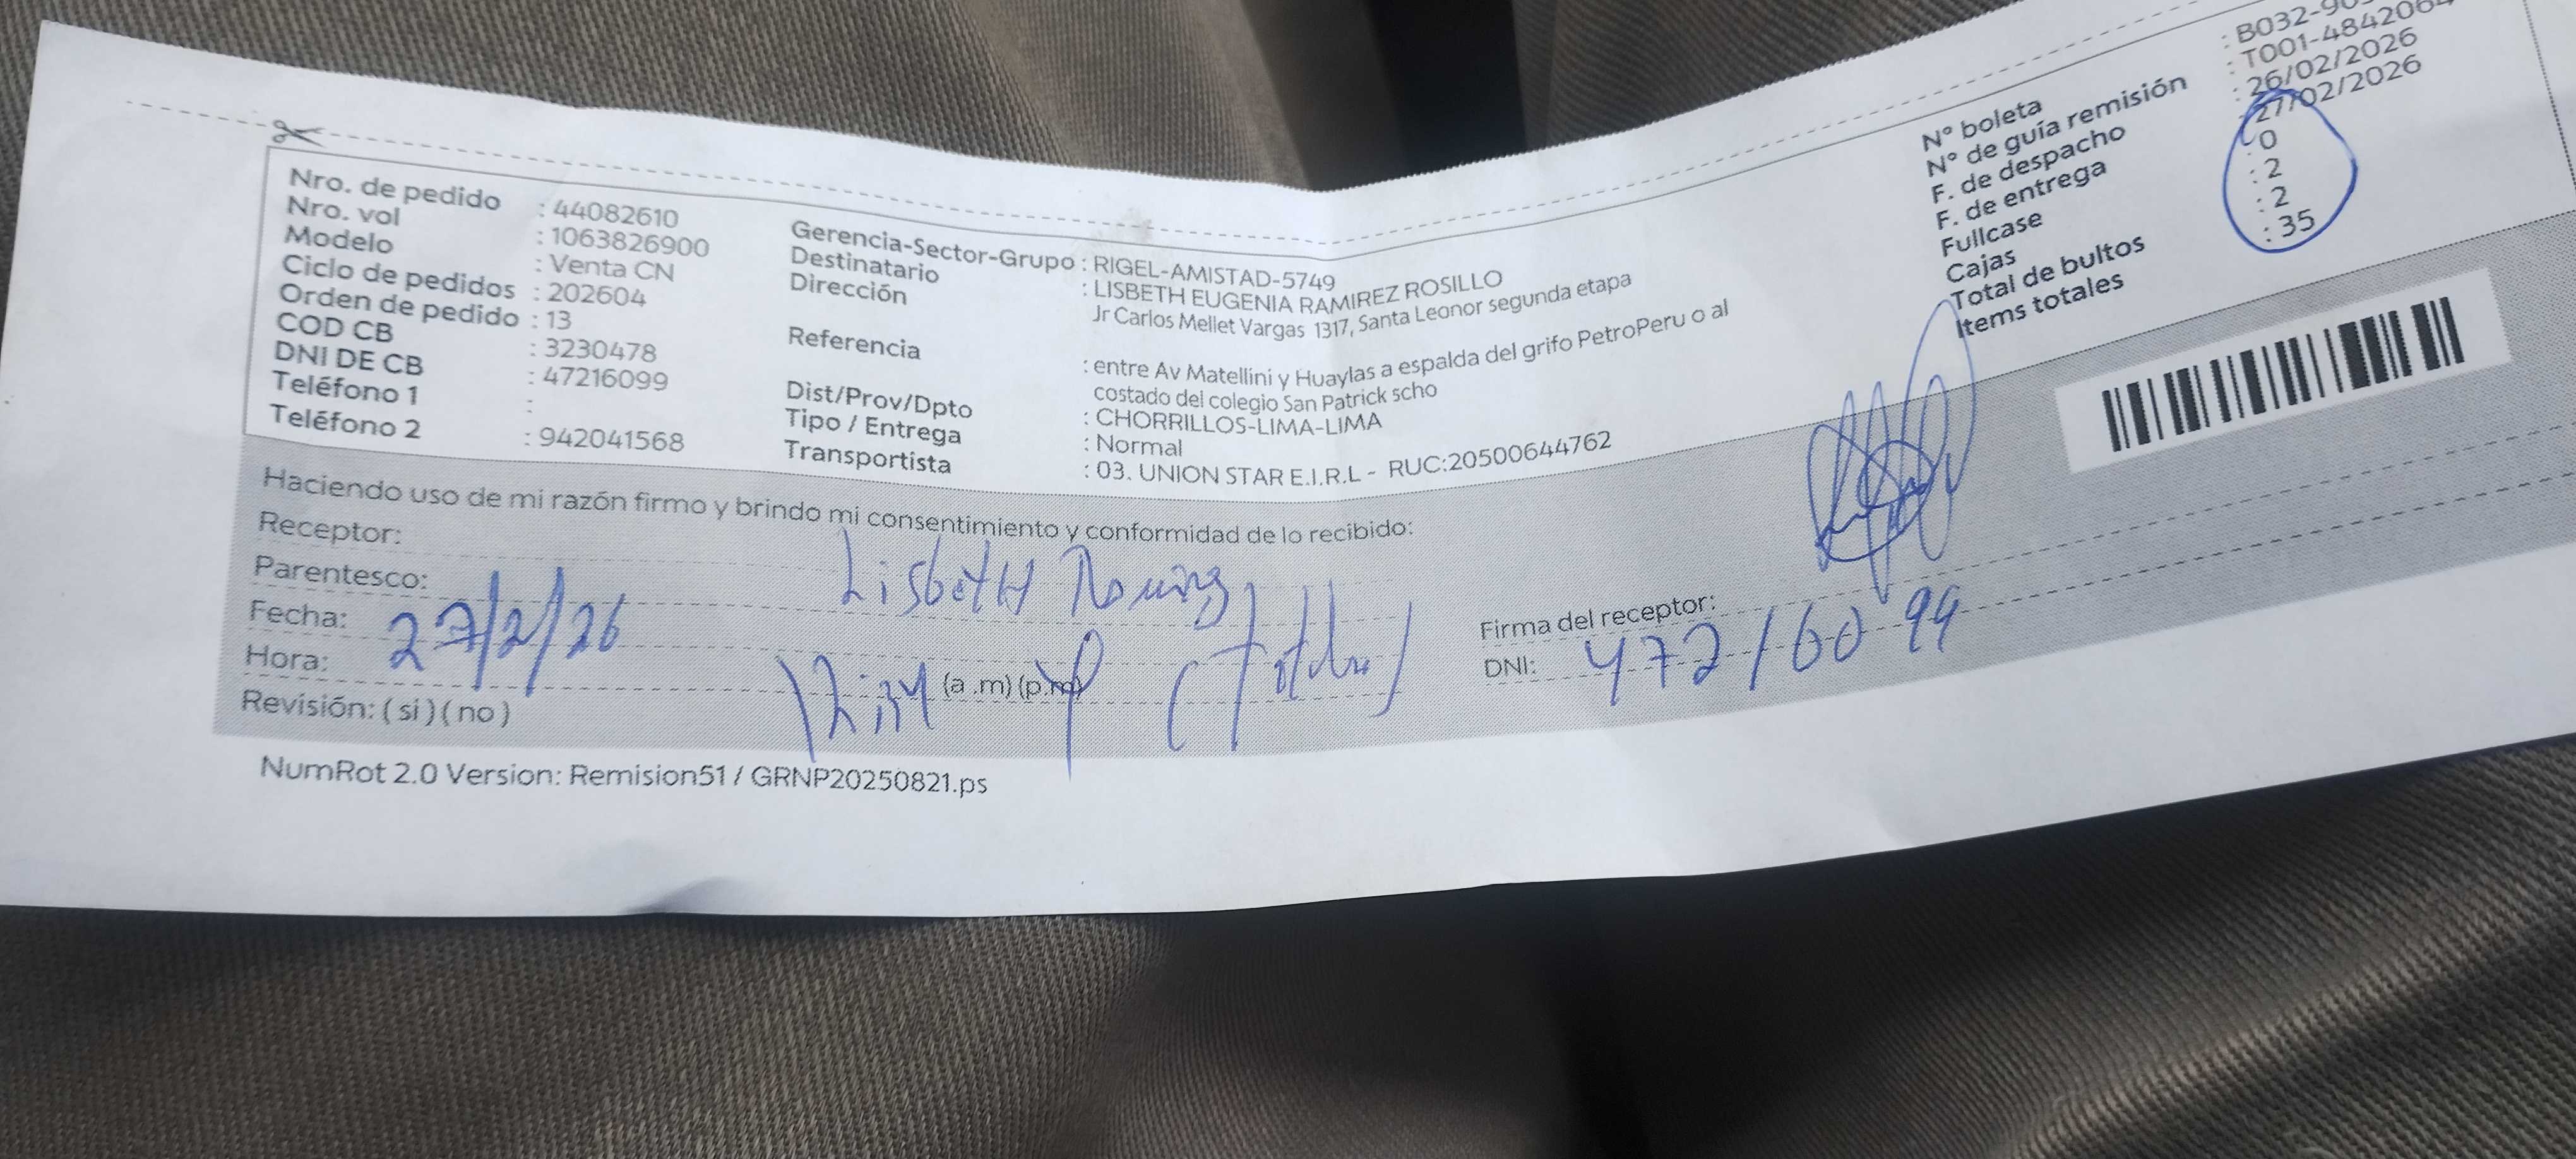 Nro. de pedido : 44082610
Nro. vol : 1063826900
Modelo : Venta CN
Ciclo de pedidos : 202604
Orden de pedido : 13
COD CB : 3230478
DNI DE CB : 47216099
Teléfono 1 :
Teléfono 2 : 942041568
Gerencia-Sector-Grupo : RIGEL-AMISTAD-5749
Destinatario : LISBETH EUGENIA RAMIREZ ROSILLO
Dirección : Jr Carlos Mellet Vargas 1317, Santa Leonor segunda etapa
Referencia : entre Av Matellini y Huaylas a espalda del grifo PetroPeru o al
costado del colegio San Patrick scho
Dist/Prov/Dpto : CHORRILLOS-LIMA-LIMA
Tipo / Entrega : Normal
Transportista : 03. UNION STAR E.I.R.L - RUC:20500644762
N° boleta : B032-90
N° de guía remisión : T001-4842064
F. de despacho : 26/02/2026
F. de entrega : 27/02/2026
Fullcase : 0
Cajas : 2
Total de bultos : 2
Items totales : 35
Haciendo uso de mi razón firmo y brindo mi consentimiento y conformidad de lo recibido:
Receptor: LisbetH
Parentesco:
Fecha: 27/2/26
Hora: (a.m) (p.m)
Revisión: (si) (no)
Firma del receptor:
DNI: 47216099
NumRot 2.0 Version: Remision51 / GRNP20250821.ps